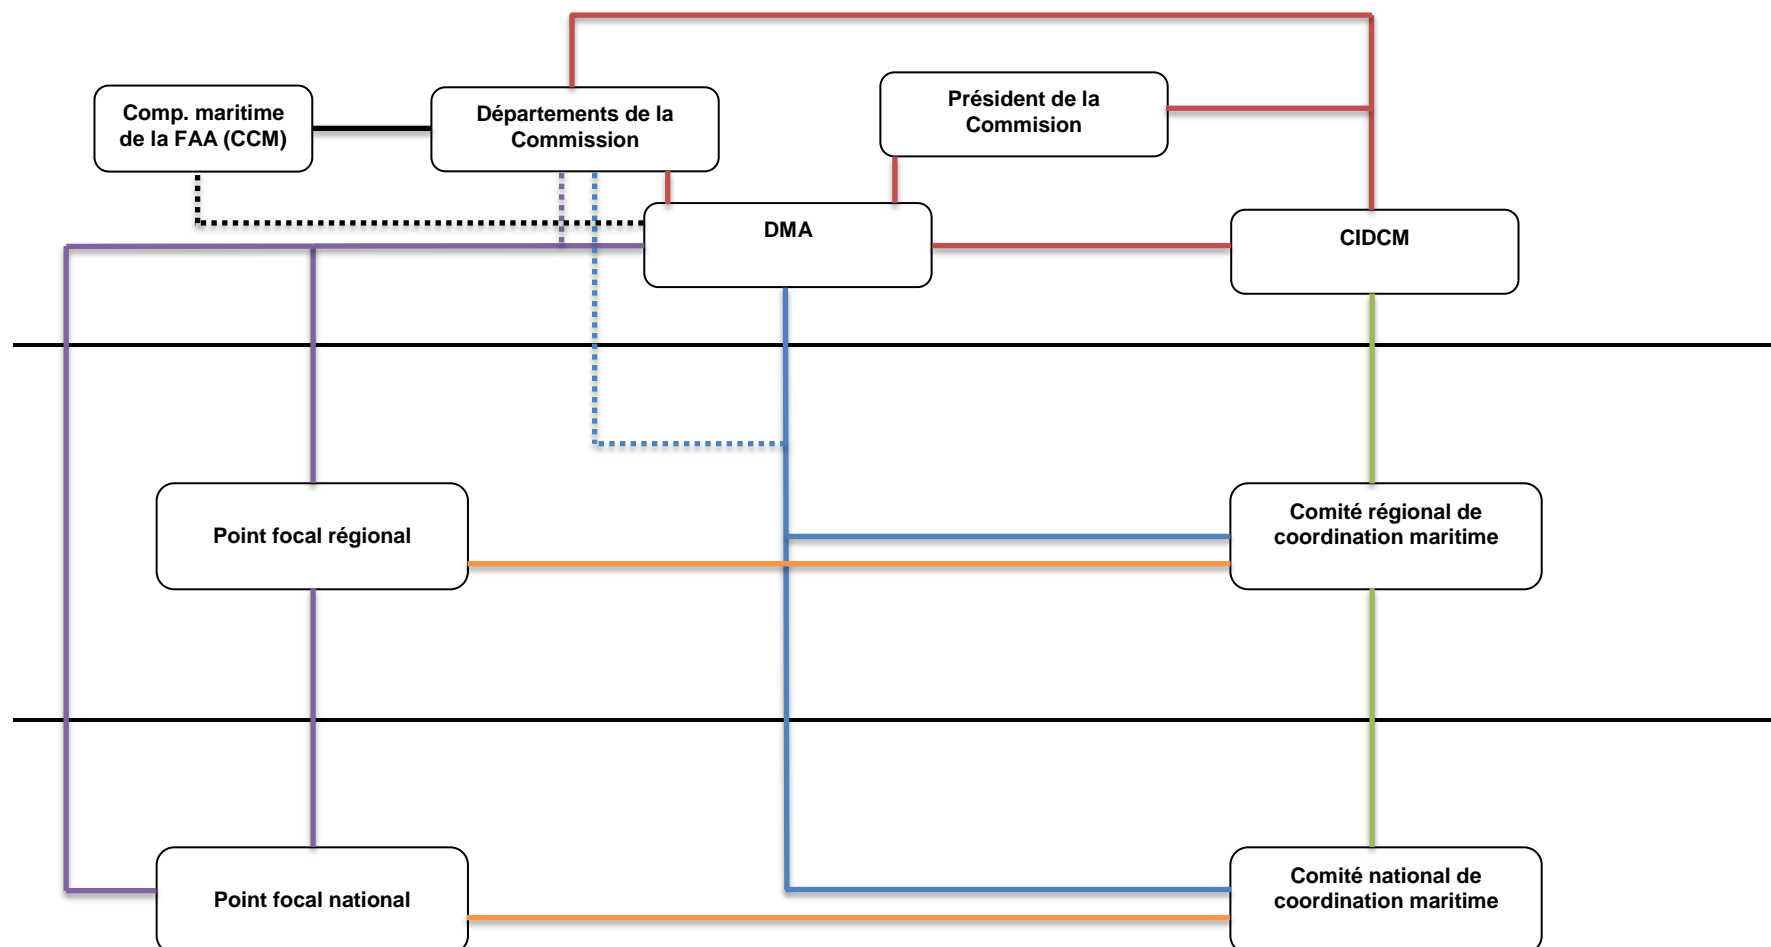 Comp. maritime
de la FAA (CCM)
Départements de la
Commission
Président de la
Commision
DMA
CIDCM
Point focal régional
Comité régional de
coordination maritime
Point focal national
Comité national de
coordination maritime